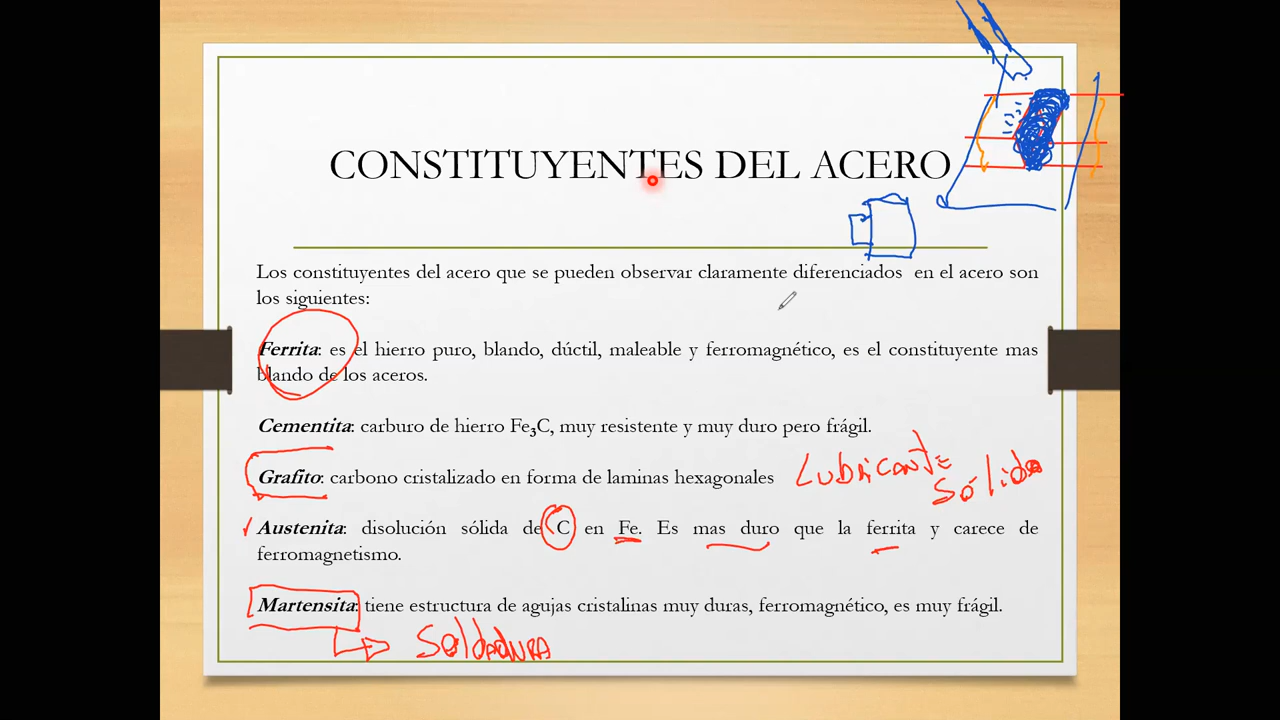 CONSTITUYENTES DEL ACERO
Los constituyentes del acero que se pueden observar claramente diferenciados en el acero son
los siguientes:
Ferrita: es el hierro puro, blando, dúctil, maleable y ferromagnético, es el constituyente mas
blando de los aceros.
Cementita: carburo de hierro Fe₃C, muy resistente y muy duro pero frágil.
Grafito: carbono cristalizado en forma de laminas hexagonales Lubricante
Sólido
Austenita: disolución sólida de C en Fe. Es mas duro que la ferrita y carece de
ferromagnetismo.
Martensita: tiene estructura de agujas cristalinas muy duras, ferromagnético, es muy frágil.
Soldadura